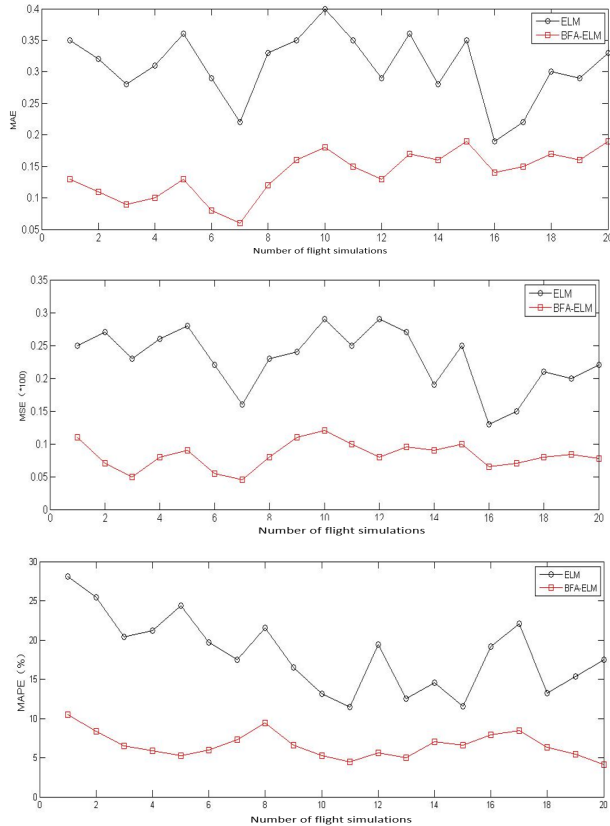 0.4
0.35
0.3
0.25
0.2
0.15
0.1
0.05
MAE
ELM
BFA-ELM
0 2 4 6 8 10 12 14 16 18 20
Number of flight simulations
0.35
0.3
0.25
0.2
0.15
0.1
0.05
0
MSE（*100）
ELM
BFA-ELM
0 2 4 6 8 10 12 14 16 18 20
Number of flight simulations
30
25
20
15
10
5
0
MAPE（%）
ELM
BFA-ELM
0 2 4 6 8 10 12 14 16 18 20
Number of flight simulations